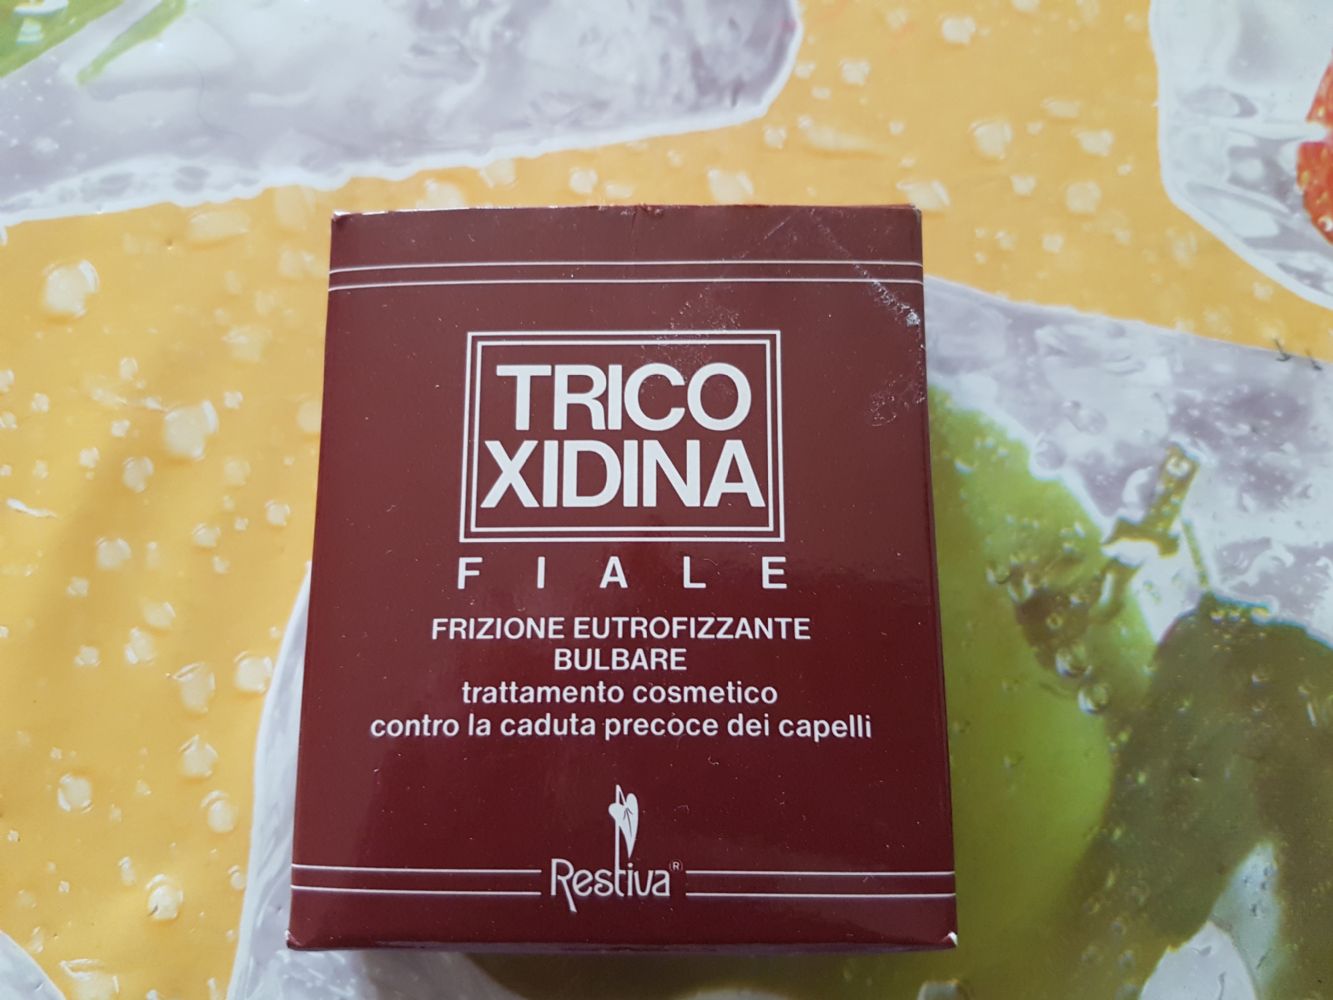 TRICO
XIDINA
FIALE
FRIZIONE EUTROFIZZANTE
BULBARE
trattamento cosmetico
contro la caduta precoce dei capelli
Restiva®